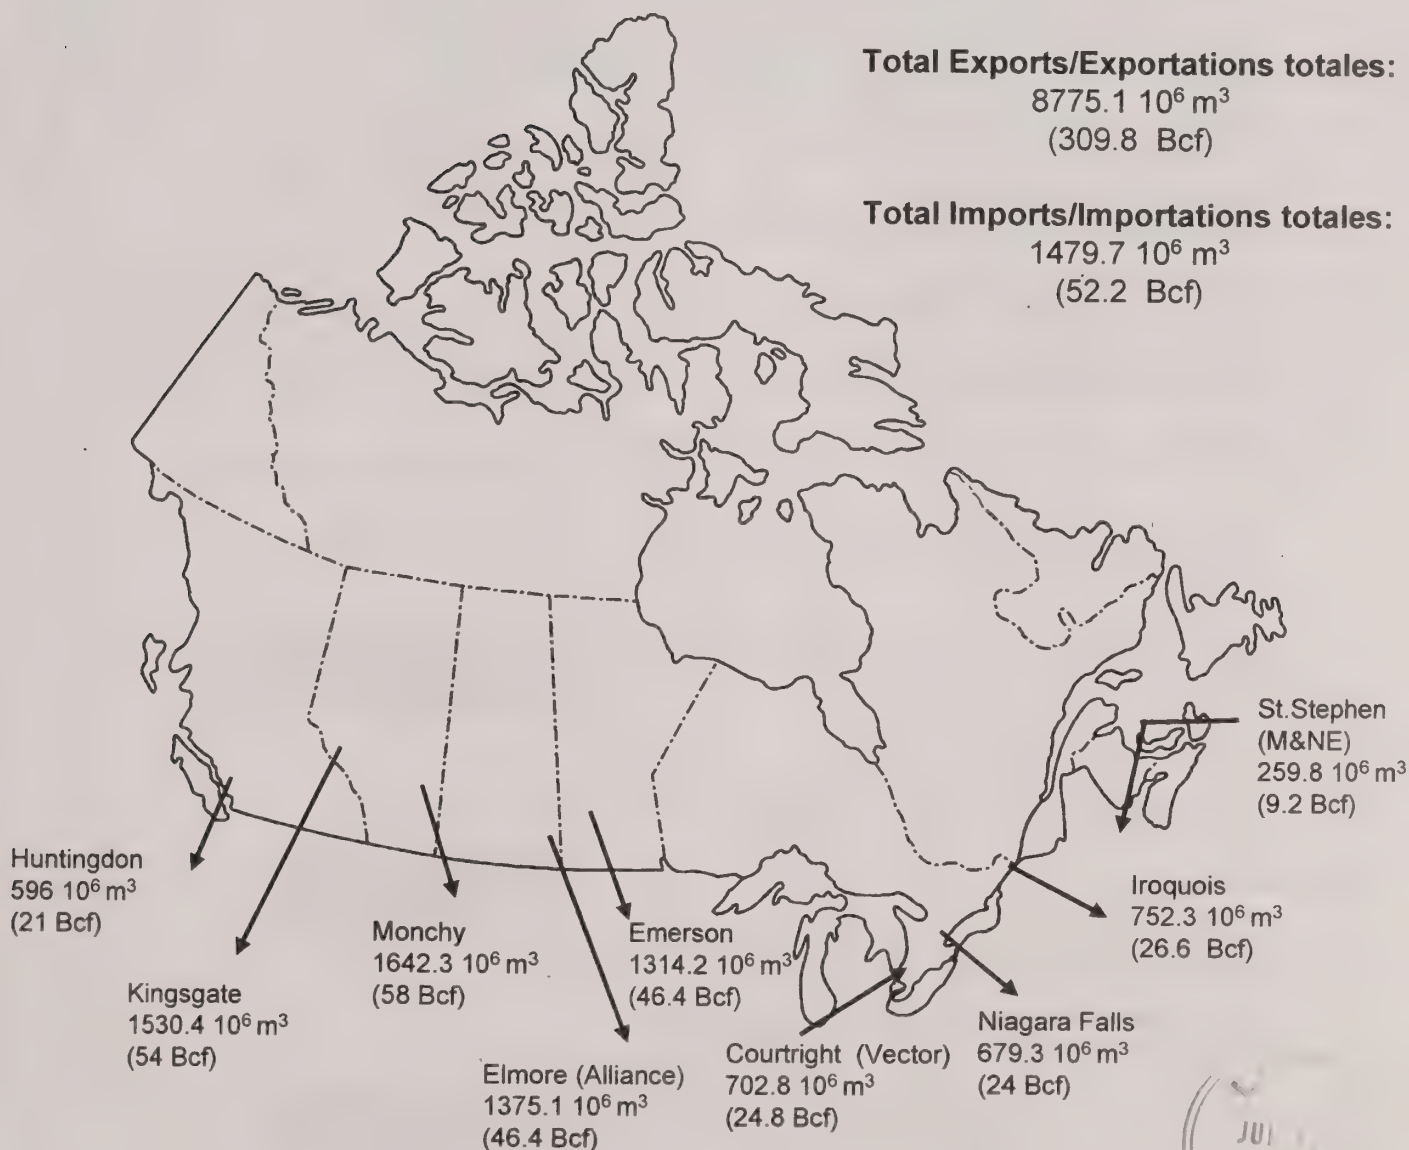 Total Exports/Exportations totales:
8775.1 10⁶ m³
(309.8 Bcf)
Total Imports/Importations totales:
1479.7 10⁶ m³
(52.2 Bcf)
St.Stephen
(M&NE)
259.8 10⁶ m³
(9.2 Bcf)
Huntingdon
596 10⁶ m³
(21 Bcf)
Kingsgate
1530.4 10⁶ m³
(54 Bcf)
Monchy
1642.3 10⁶ m³
(58 Bcf)
Elmore (Alliance)
1375.1 10⁶ m³
(46.4 Bcf)
Emerson
1314.2 10⁶ m³
(46.4 Bcf)
Courtright (Vector)
702.8 10⁶ m³
(24.8 Bcf)
Niagara Falls
679.3 10⁶ m³
(24 Bcf)
Iroquois
752.3 10⁶ m³
(26.6 Bcf)